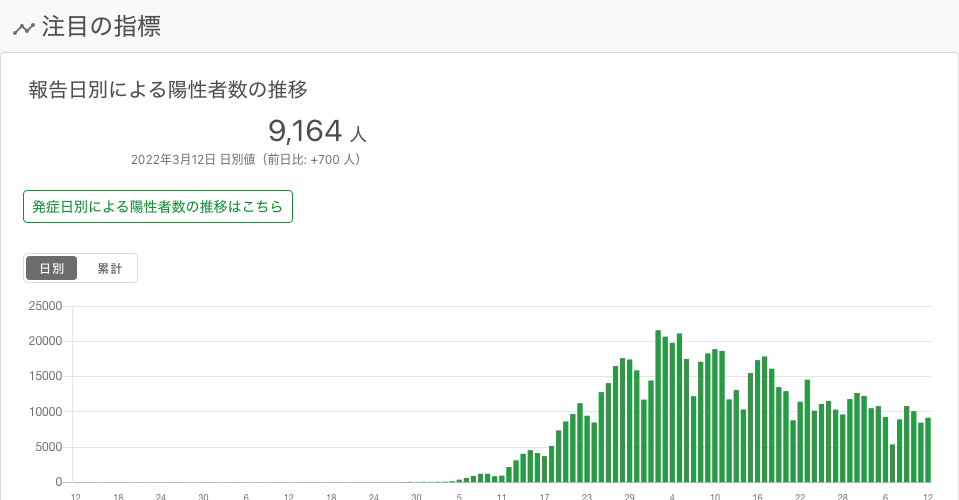 注目の指標
報告日別による陽性者数の推移
9,164 人
2022年3月12日 日別値（前日比: +700 人）
発症日別による陽性者数の推移はこちら
日別 累計
25000
20000
15000
10000
5000
0
12 18 24 30 6 12 18 24 30 5 11 17 23 29 4 10 16 22 28 6 12